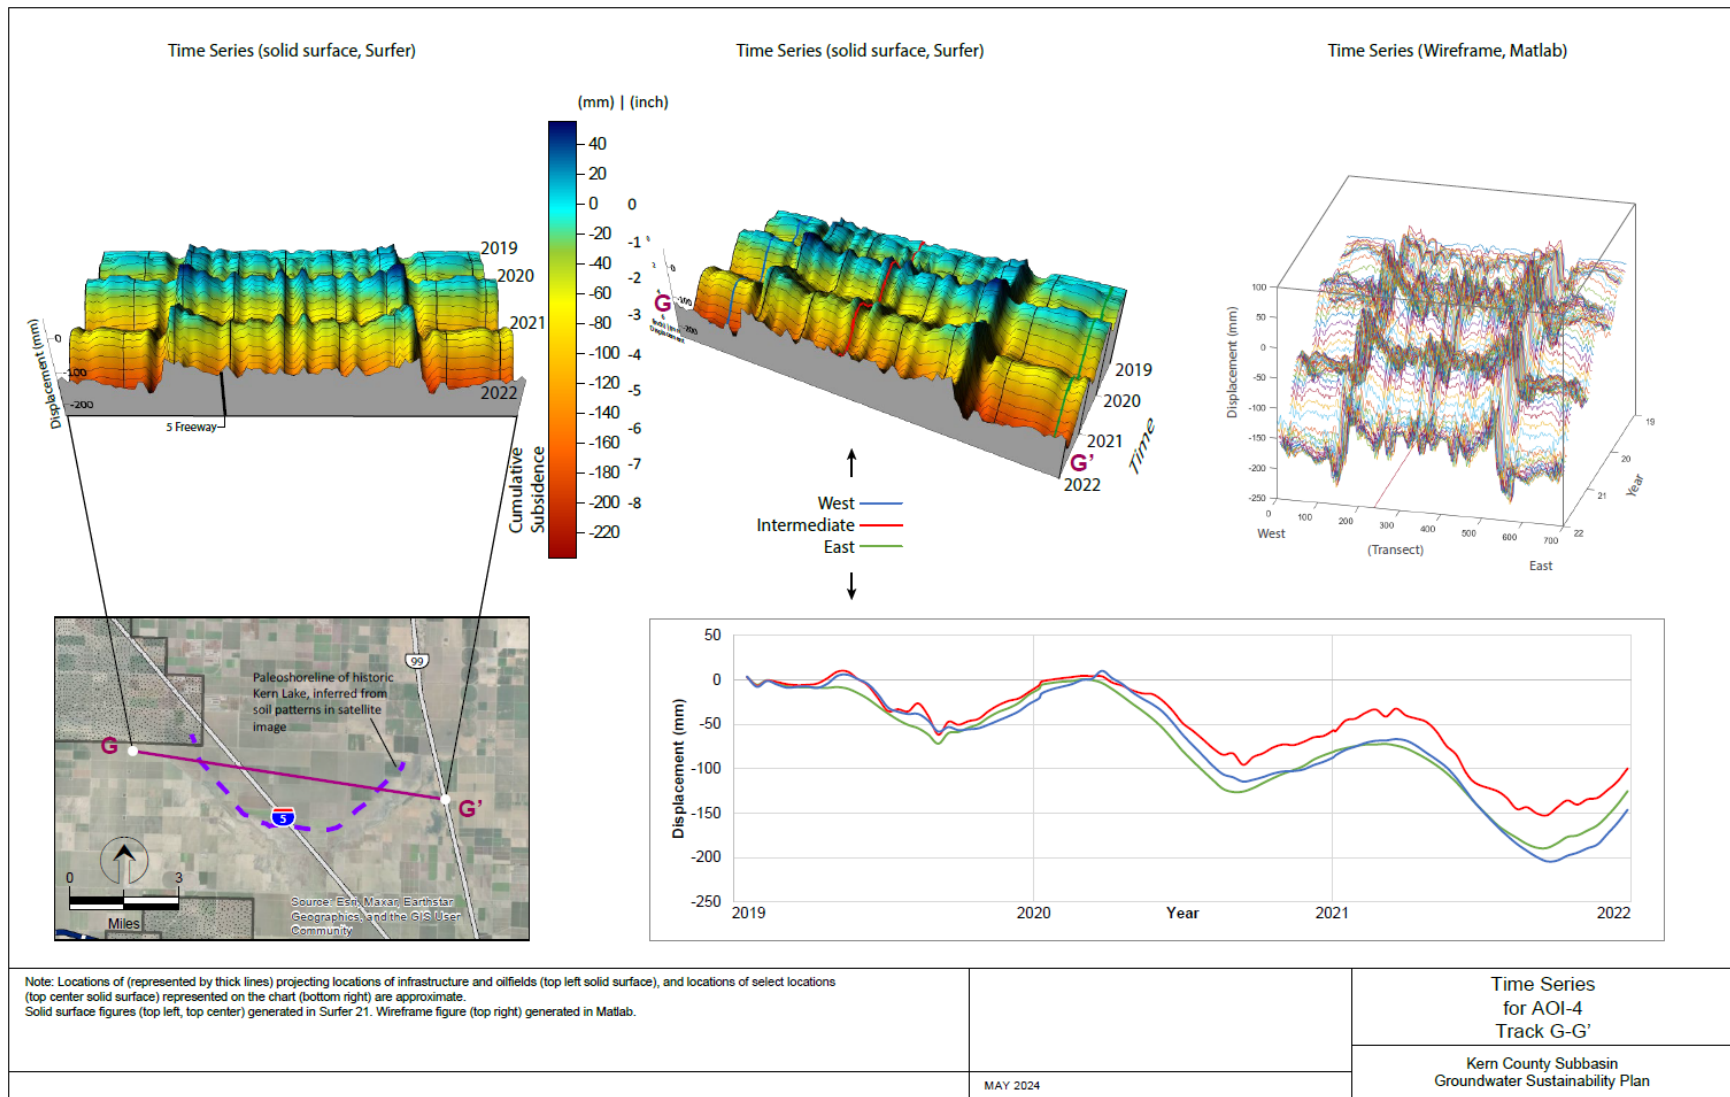 Time Series (solid surface, Surfer)
Time Series (solid surface, Surfer)
Time Series (Wireframe, Matlab)
(mm) | (inch)
40
20
0
-20
-40
-60
-80
-100
-120
-140
-160
-180
-200
-220
0
-1
-2
-3
-4
-5
-6
-7
-8
Cumulative
Subsidence
2019
2020
2021
2022
0
-100
-200
Displacement (mm)
5 Freeway
G
0
-100
-200
Displacement
G'
2019
2020
2021
2022
Time
West
Intermediate
East
100
50
0
-50
-100
-150
-200
-250
Displacement (mm)
0
100
200
300
400
500
600
700
West
(Transect)
East
19
20
21
22
Year
99
Paleoshoreline of historic
Kern Lake, inferred from
soil patterns in satellite
image
G
G'
5
0
3
Miles
Source: Esri, Maxar, Earthstar
Geographics, and the GIS User
Community
50
0
-50
-100
-150
-200
-250
Displacement (mm)
2019
2020
Year
2021
2022
Note: Locations of (represented by thick lines) projecting locations of infrastructure and oilfields (top left solid surface), and locations of select locations
(top center solid surface) represented on the chart (bottom right) are approximate.
Solid surface figures (top left, top center) generated in Surfer 21. Wireframe figure (top right) generated in Matlab.
MAY 2024
Time Series
for AOI-4
Track G-G'
Kern County Subbasin
Groundwater Sustainability Plan